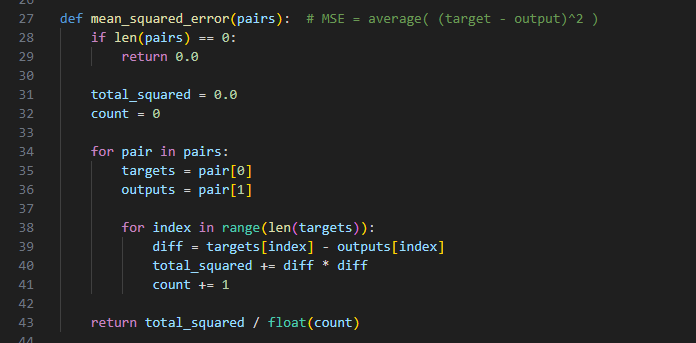 27 def mean_squared_error(pairs):  # MSE = average( (target - output)^2 )
28     if len(pairs) == 0:
29         return 0.0
30
31     total_squared = 0.0
32     count = 0
33
34     for pair in pairs:
35         targets = pair[0]
36         outputs = pair[1]
37
38         for index in range(len(targets)):
39             diff = targets[index] - outputs[index]
40             total_squared += diff * diff
41             count += 1
42
43     return total_squared / float(count)